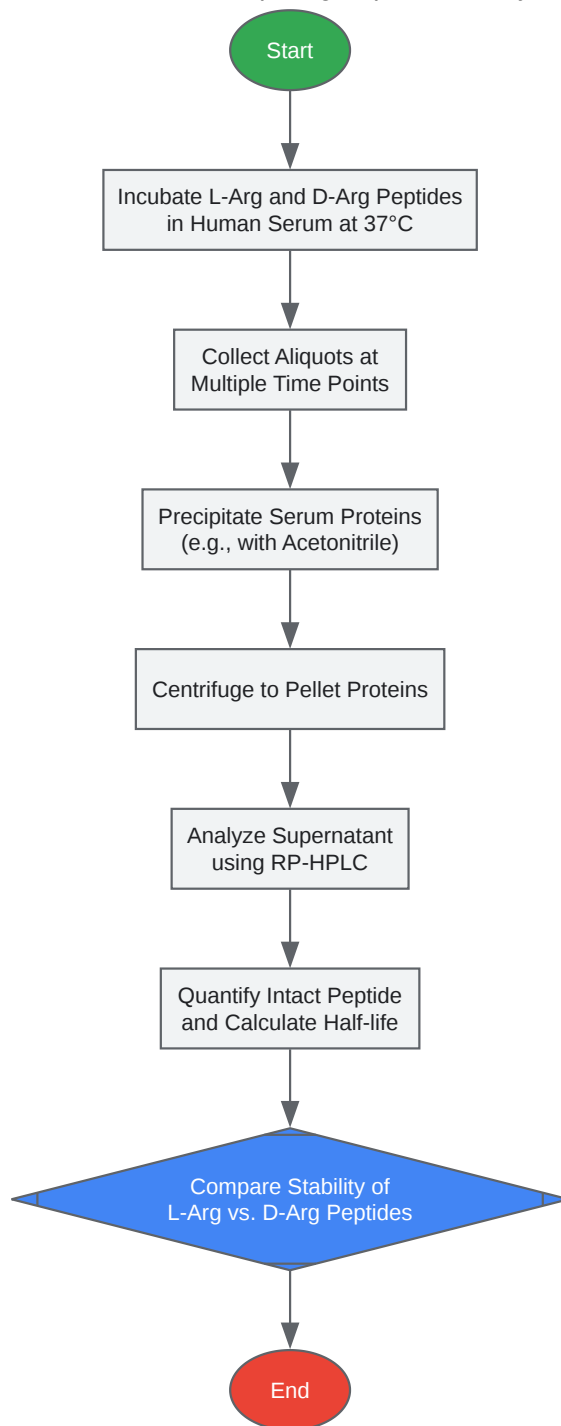 Start
Incubate L-Arg and D-Arg Peptides
in Human Serum at 37°C
Collect Aliquots at
Multiple Time Points
Precipitate Serum Proteins
(e.g., with Acetonitrile)
Centrifuge to Pellet Proteins
Analyze Supernatant
using RP-HPLC
Quantify Intact Peptide
and Calculate Half-life
Compare Stability of
L-Arg vs. D-Arg Peptides
End